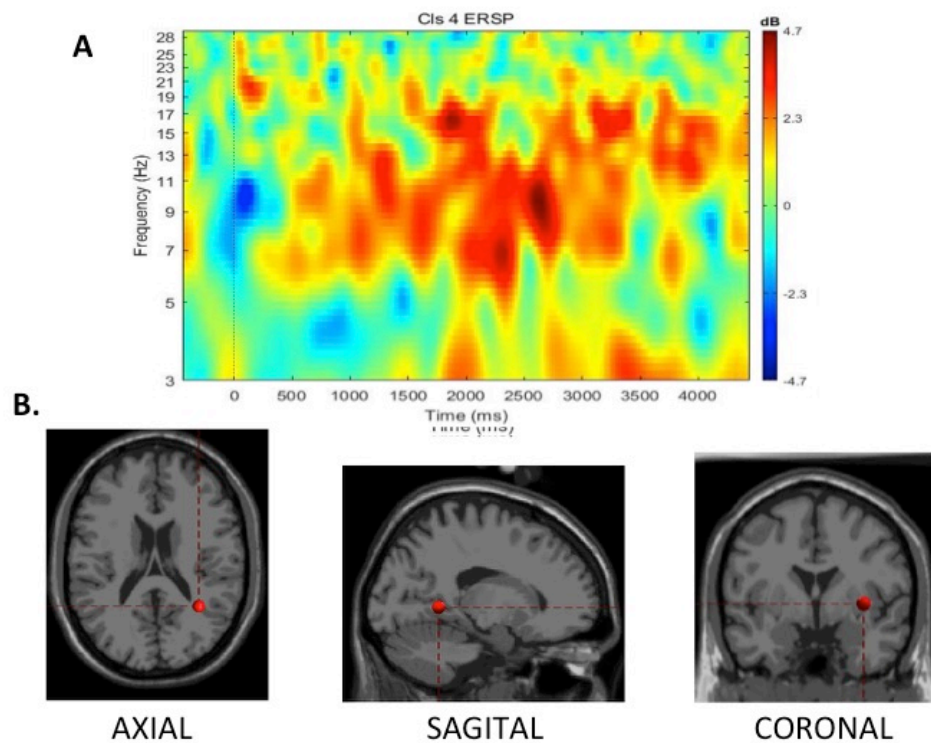 Cls 4 ERSP
A
dB
4.7
2.3
0
-2.3
-4.7
Frequency (Hz)
28
25
23
21
19
17
15
13
11
9
7
5
3
0 500 1000 1500 2000 2500 3000 3500 4000
Time (ms)
Time (ms)
B.
AXIAL SAGITAL CORONAL